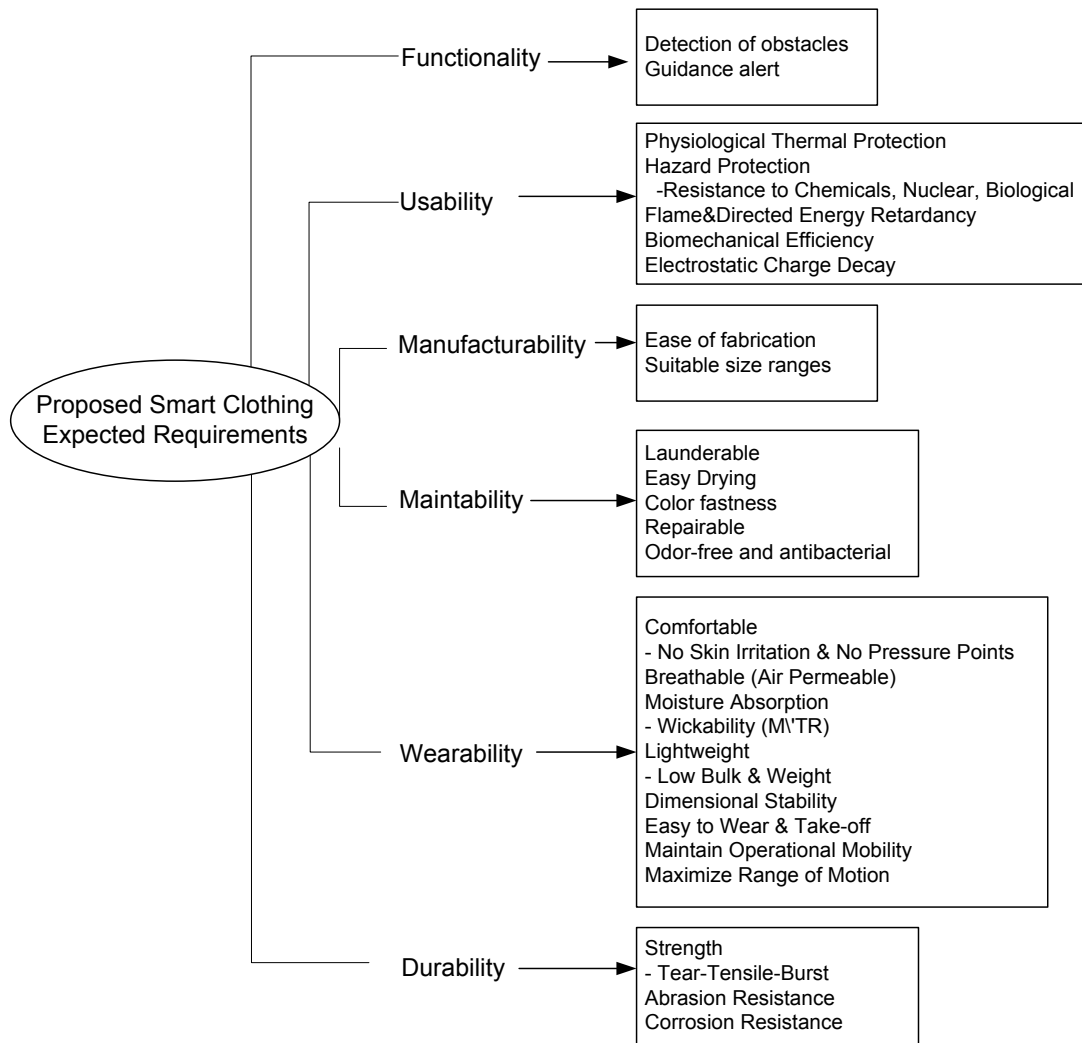 Proposed Smart Clothing
Expected Requirements
Functionality
Detection of obstacles
Guidance alert
Usability
Physiological Thermal Protection
Hazard Protection
-Resistance to Chemicals, Nuclear, Biological
Flame&Directed Energy Retardancy
Biomechanical Efficiency
Electrostatic Charge Decay
Manufacturability
Ease of fabrication
Suitable size ranges
Maintability
Launderable
Easy Drying
Color fastness
Repairable
Odor-free and antibacterial
Wearability
Comfortable
- No Skin Irritation & No Pressure Points
Breathable (Air Permeable)
Moisture Absorption
- Wickability (M\'TR)
Lightweight
- Low Bulk & Weight
Dimensional Stability
Easy to Wear & Take-off
Maintain Operational Mobility
Maximize Range of Motion
Durability
Strength
- Tear-Tensile-Burst
Abrasion Resistance
Corrosion Resistance